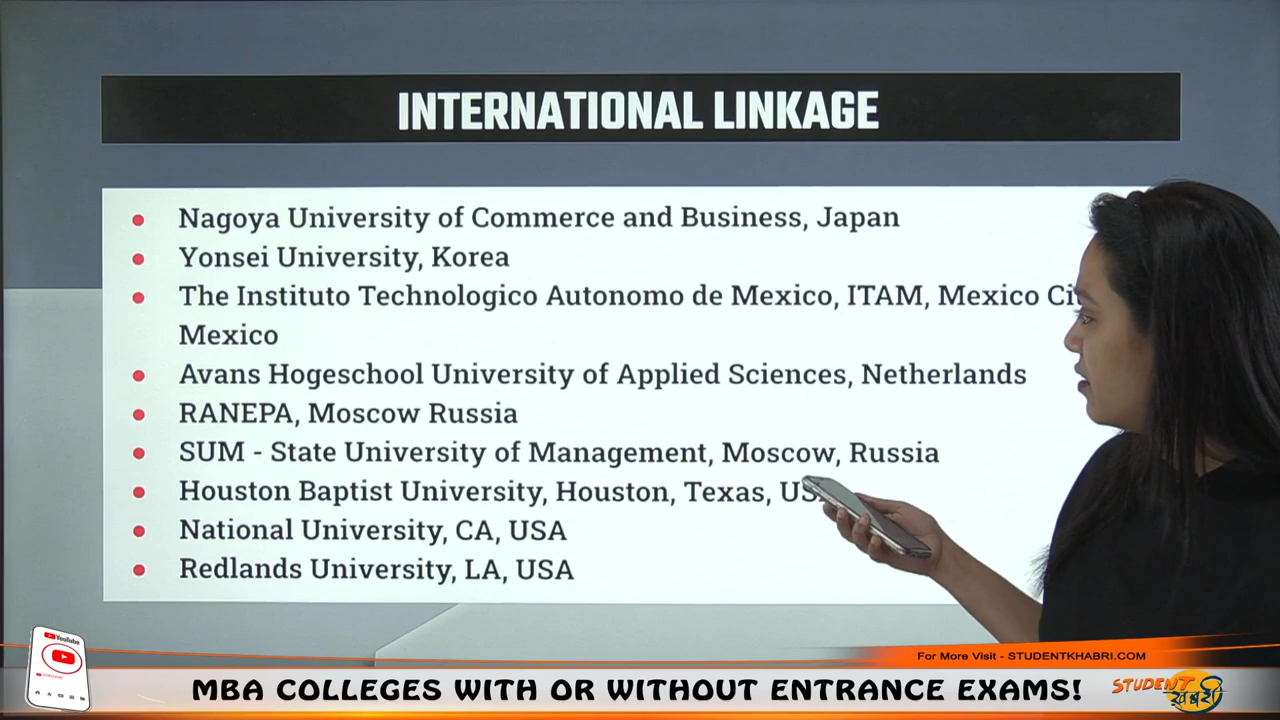 INTERNATIONAL LINKAGE
Nagoya University of Commerce and Business, Japan
Yonsei University, Korea
The Instituto Technologico Autonomo de Mexico, ITAM, Mexico
Mexico
Avans Hogeschool University of Applied Sciences, Netherlands
RANEPA, Moscow Russia
SUM - State University of Management, Moscow, Russia
Houston Baptist University, Houston, Texas,
National University, CA, USA
Redlands University, LA, USA
YouTube
For More Visit - STUDENTKHABRI.COM
MBA COLLEGES WITH OR WITHOUT ENTRANCE EXAMS!
STUDENT
खबरी